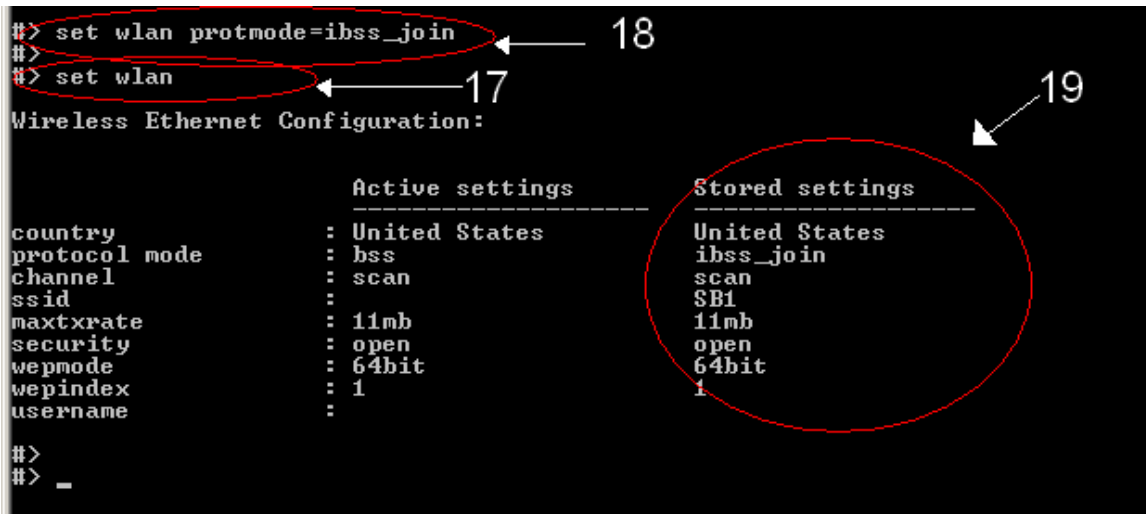 #> set wlan protmode=ibss_join
18
#>
#> set wlan
17
19
Wireless Ethernet Configuration:
Active settings Stored settings
--------------------- --------------------
country : United States United States
protocol mode : bss ibss_join
channel : scan scan
ssid : SB1
maxtxrate : 11mb 11mb
security : open open
wepmode : 64bit 64bit
wepindex : 1 1
username :
#>
#> _